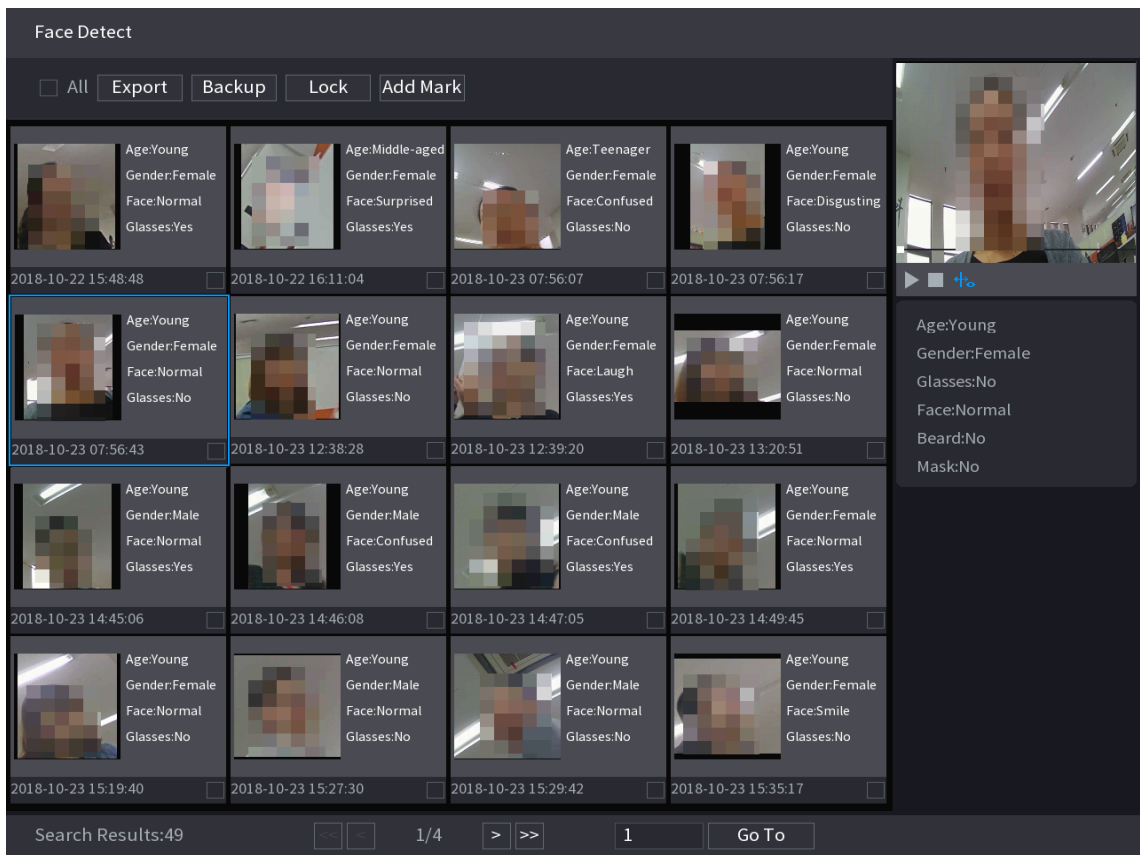 Face Detect
All Export Backup Lock Add Mark
Age:Young
Gender:Female
Face:Normal
Glasses:Yes
2018-10-22 15:48:48
Age:Middle-aged
Gender:Female
Face:Surprised
Glasses:Yes
2018-10-22 16:11:04
Age:Teenager
Gender:Female
Face:Confused
Glasses:No
2018-10-23 07:56:07
Age:Young
Gender:Female
Face:Disgusting
Glasses:No
2018-10-23 07:56:17
Age:Young
Gender:Female
Face:Normal
Glasses:No
2018-10-23 07:56:43
Age:Young
Gender:Female
Face:Normal
Glasses:No
2018-10-23 12:38:28
Age:Young
Gender:Female
Face:Laugh
Glasses:Yes
2018-10-23 12:39:20
Age:Young
Gender:Female
Face:Normal
Glasses:No
2018-10-23 13:20:51
Age:Young
Gender:Male
Face:Normal
Glasses:Yes
2018-10-23 14:45:06
Age:Young
Gender:Male
Face:Confused
Glasses:Yes
2018-10-23 14:46:08
Age:Young
Gender:Male
Face:Confused
Glasses:Yes
2018-10-23 14:47:05
Age:Young
Gender:Female
Face:Normal
Glasses:Yes
2018-10-23 14:49:45
Age:Young
Gender:Female
Face:Normal
Glasses:No
2018-10-23 15:19:40
Age:Young
Gender:Male
Face:Normal
Glasses:No
2018-10-23 15:27:30
Age:Young
Gender:Male
Face:Normal
Glasses:No
2018-10-23 15:29:42
Age:Young
Gender:Female
Face:Smile
Glasses:No
2018-10-23 15:35:17
Age:Young
Gender:Female
Glasses:No
Face:Normal
Beard:No
Mask:No
Search Results:49 << < 1/4 > >> 1 Go To